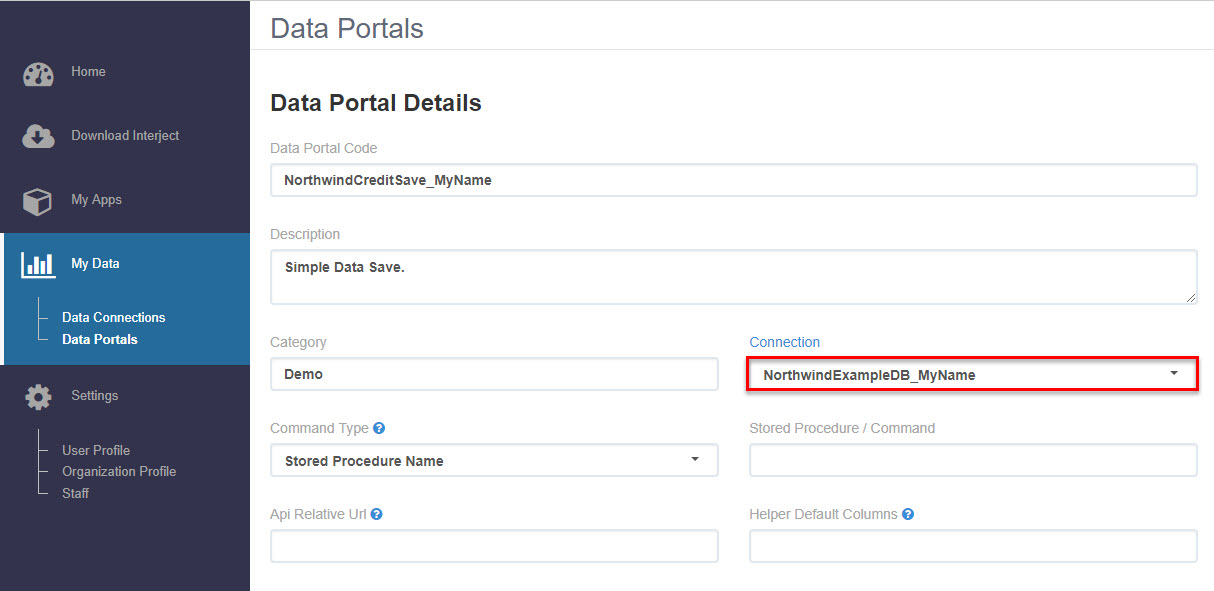 Home
Download Interject
My Apps
My Data
Data Connections
Data Portals
Settings
User Profile
Organization Profile
Staff
Data Portals
Data Portal Details
Data Portal Code
NorthwindCreditSave_MyName
Description
Simple Data Save.
Category
Demo
Connection
NorthwindExampleDB_MyName
Command Type ?
Stored Procedure Name
Stored Procedure / Command
Api Relative Url ?
Helper Default Columns ?